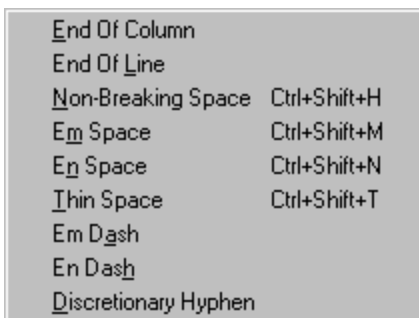 End Of Column
End Of Line
Non-Breaking Space Ctrl+Shift+H
Em Space Ctrl+Shift+M
En Space Ctrl+Shift+N
Thin Space Ctrl+Shift+T
Em Dash
En Dash
Discretionary Hyphen